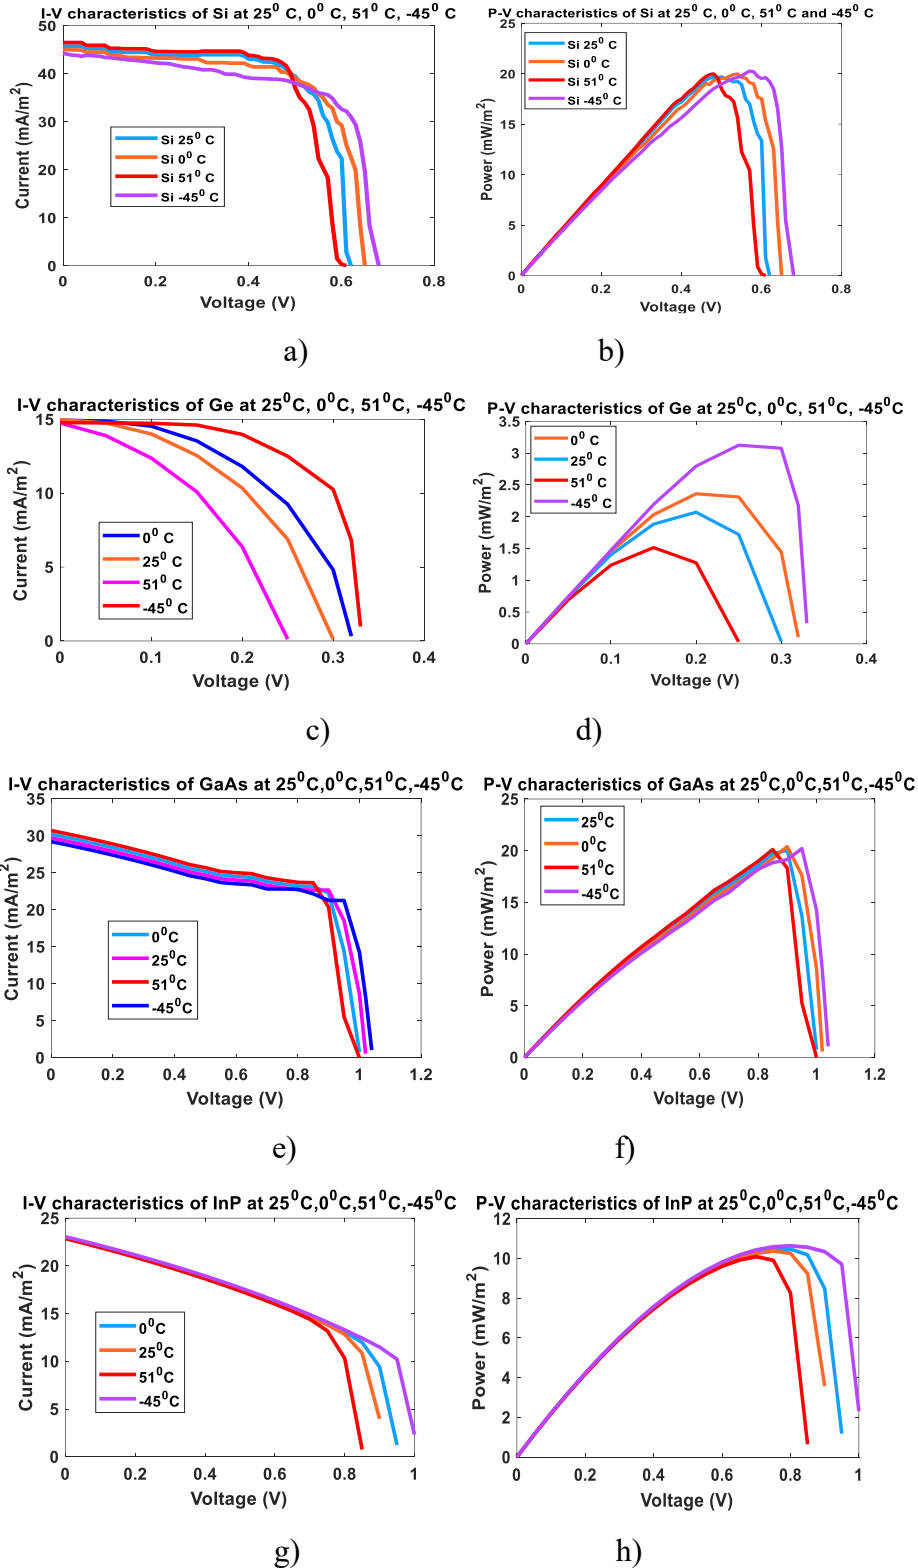 I-V characteristics of Si at 25⁰ C, 0⁰ C, 51⁰ C, -45⁰ C
50
40
30
20
10
0
Current (mA/m²)
Si 25⁰ C
Si 0⁰ C
Si 51⁰ C
Si -45⁰ C
0 0.2 0.4 0.6 0.8
Voltage (V)
a)
P-V characteristics of Si at 25⁰ C, 0⁰ C, 51⁰ C and -45⁰ C
25
20
15
10
5
0
Power (mW/m²)
Si 25⁰ C
Si 0⁰ C
Si 51⁰ C
Si -45⁰ C
0 0.2 0.4 0.6 0.8
Voltage (V)
b)
I-V characteristics of Ge at 25⁰C, 0⁰C, 51⁰C, -45⁰C
15
10
5
0
Current (mA/m²)
0⁰ C
25⁰ C
51⁰ C
-45⁰ C
0 0.1 0.2 0.3 0.4
Voltage (V)
c)
P-V characteristics of Ge at 25⁰C, 0⁰C, 51⁰C, -45⁰C
3.5
3
2.5
2
1.5
1
0.5
0
Power (mW/m²)
0⁰ C
25⁰ C
51⁰ C
-45⁰ C
0 0.1 0.2 0.3 0.4
Voltage (V)
d)
I-V characteristics of GaAs at 25⁰C,0⁰C,51⁰C,-45⁰C
35
30
25
20
15
10
5
0
Current (mA/m²)
0⁰C
25⁰C
51⁰C
-45⁰C
0 0.2 0.4 0.6 0.8 1 1.2
Voltage (V)
e)
P-V characteristics of GaAs at 25⁰C,0⁰C,51⁰C,-45⁰C
25
20
15
10
5
0
Power (mW/m²)
25⁰C
0⁰C
51⁰C
-45⁰C
0 0.2 0.4 0.6 0.8 1 1.2
Voltage (V)
f)
I-V characteristics of InP at 25⁰C,0⁰C,51⁰C,-45⁰C
25
20
15
10
5
0
Current (mA/m²)
0⁰C
25⁰C
51⁰C
-45⁰C
0 0.2 0.4 0.6 0.8 1
Voltage (V)
g)
P-V characteristics of InP at 25⁰C,0⁰C,51⁰C,-45⁰C
12
10
8
6
4
2
0
Power (mW/m²)
0⁰C
25⁰C
51⁰C
-45⁰C
0 0.2 0.4 0.6 0.8 1
Voltage (V)
h)